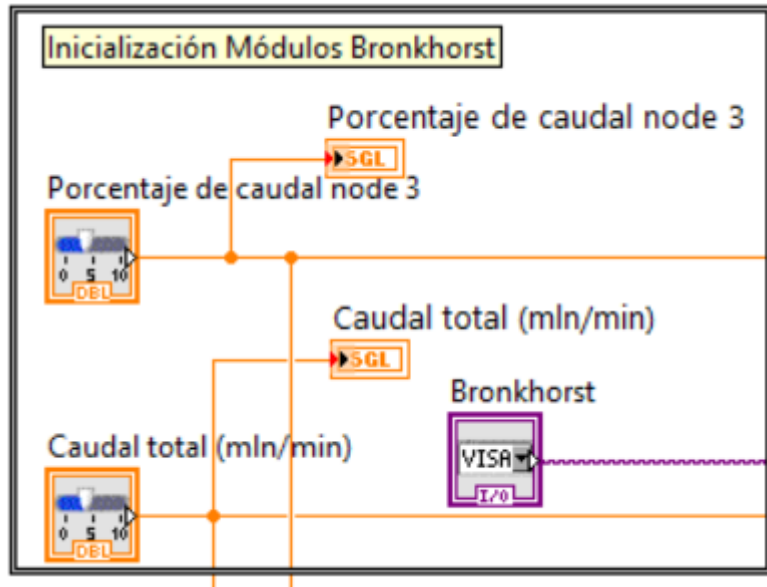 Inicialización Módulos Bronkhorst
Porcentaje de caudal node 3
SGL
Porcentaje de caudal node 3
0 5 10
DBL
Caudal total (mln/min)
SGL
Bronkhorst
VISA
I/O
Caudal total (mln/min)
0 5 10
DBL